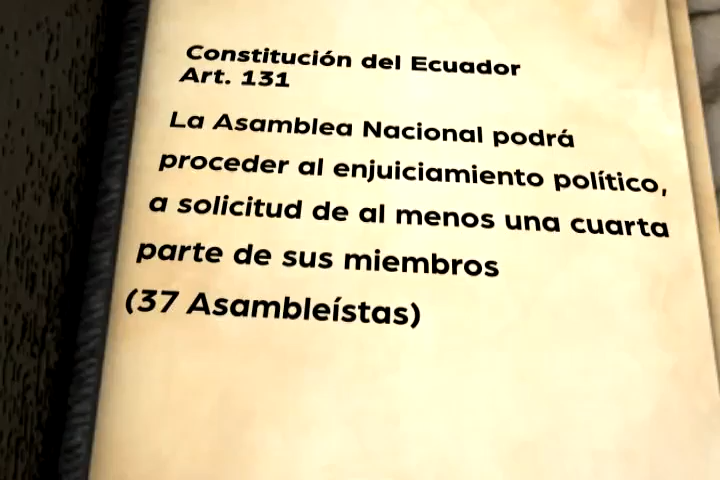 Constitución del Ecuador
Art. 131
La Asamblea Nacional podrá
proceder al enjuiciamiento político,
a solicitud de al menos una cuarta
parte de sus miembros
(37 Asambleístas)